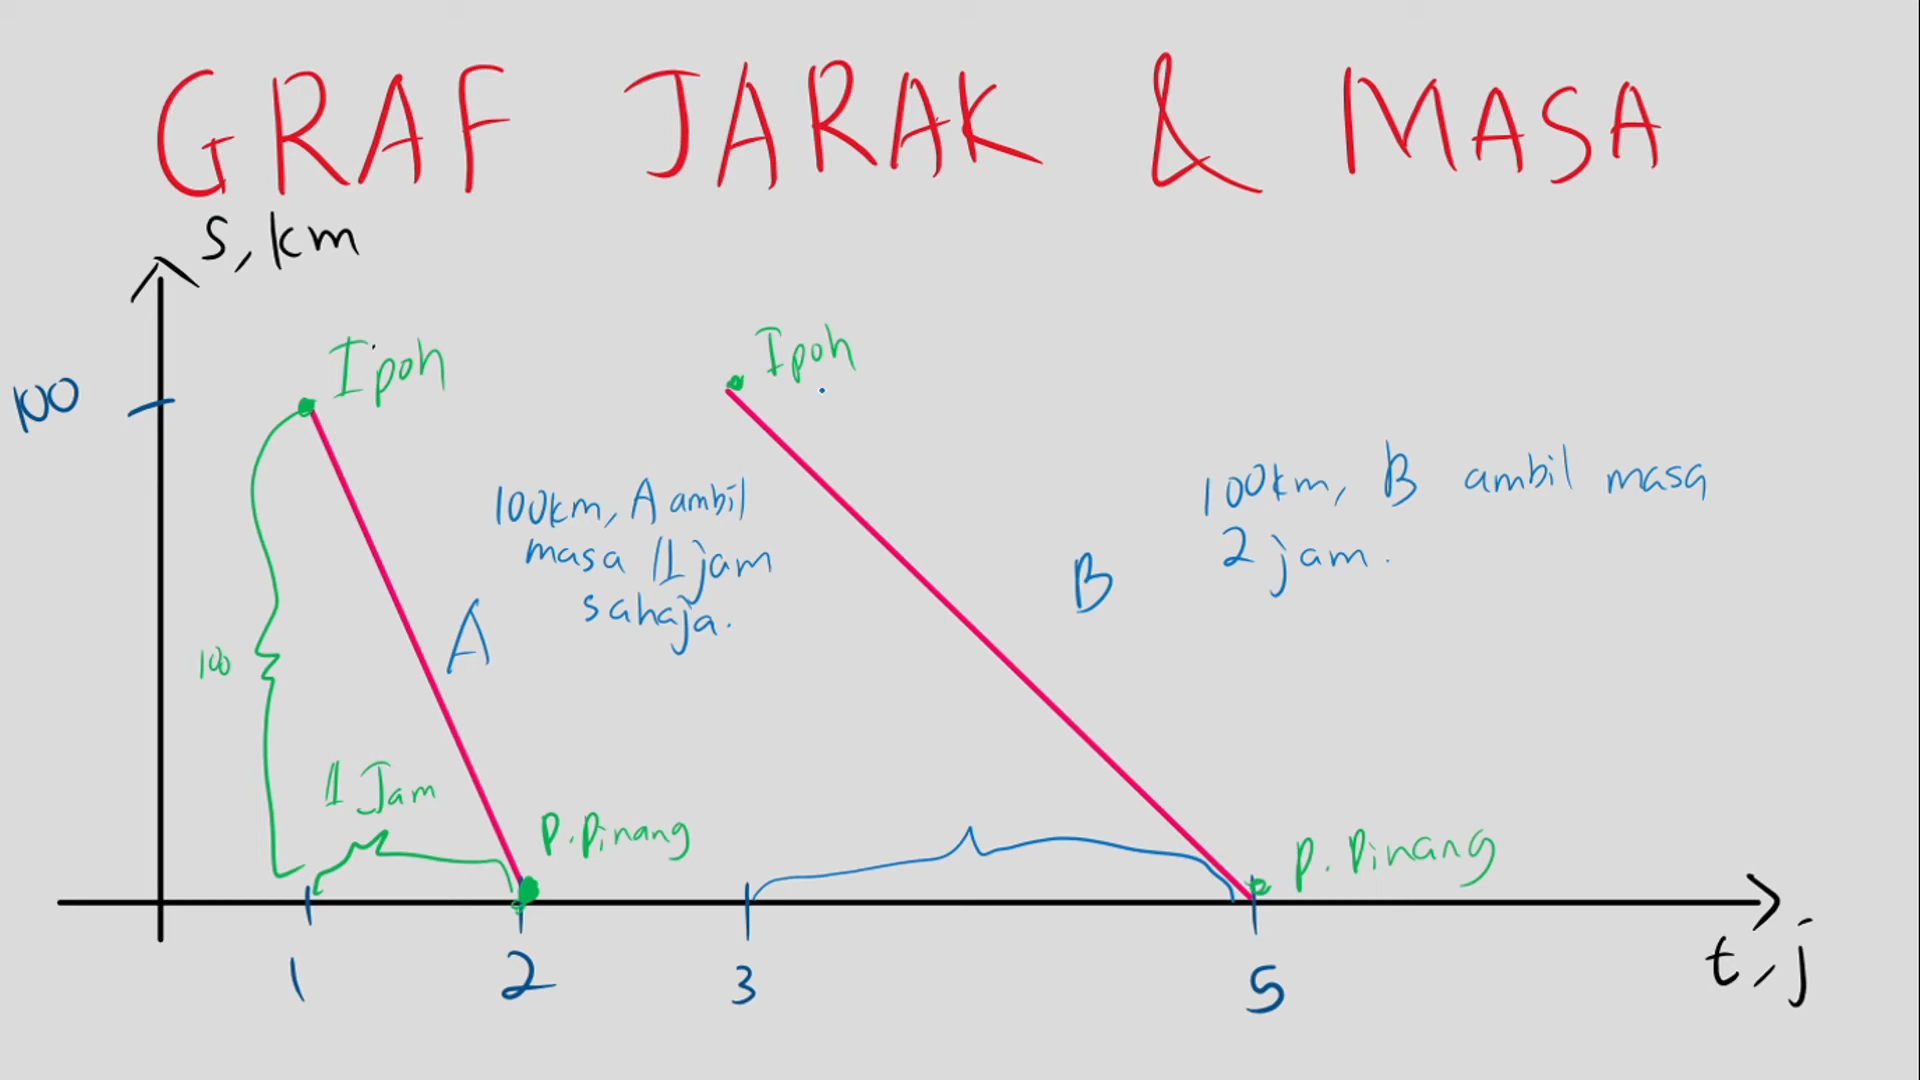 GRAF JARAK & MASA
s, km
100
Ipoh
Ipoh
100km, A ambil
masa 1 jam
sahaja.
100km, B ambil masa
2 jam.
A
B
100
1 Jam
P. Pinang
P. Pinang
1
2
3
5
t, j